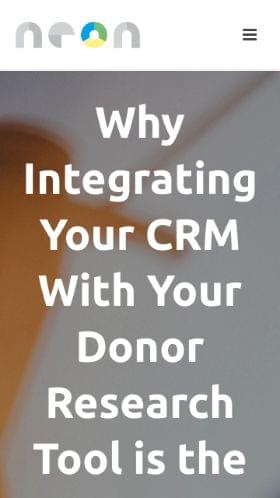 neon
Why
Integrating
Your CRM
With Your
Donor
Research
Tool is the